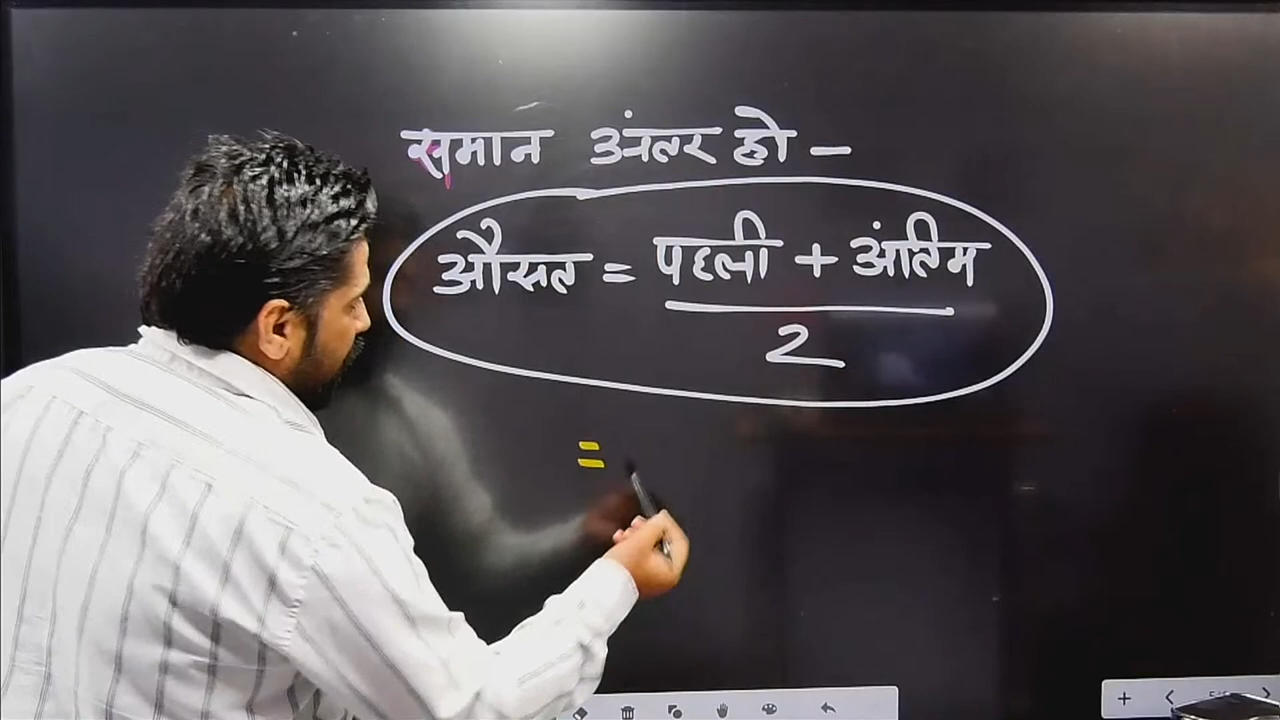 समान अंतर हो -
औसत = पहली + अंतिम
2
=